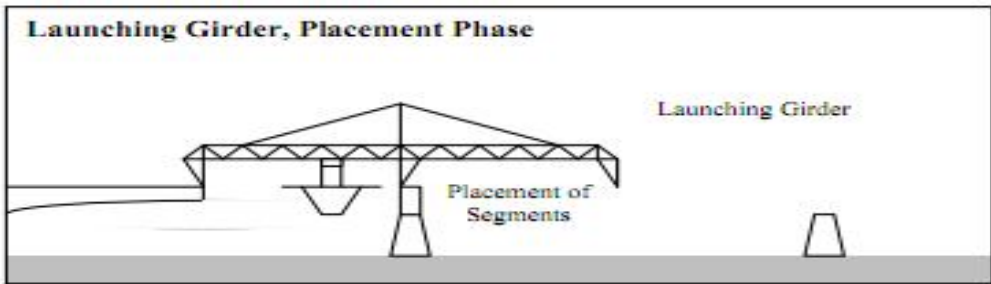 Launching Girder, Placement Phase
Launching Girder
Placement of
Segments